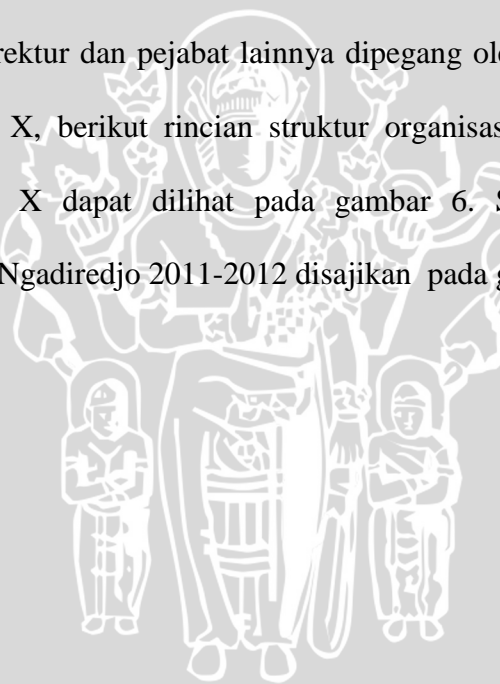 rektur dan pejabat lainnya dipegang
X, berikut rincian struktur organisas
X dapat dilihat pada gambar 6. S
Ngadiredjo 2011-2012 disajikan pada g